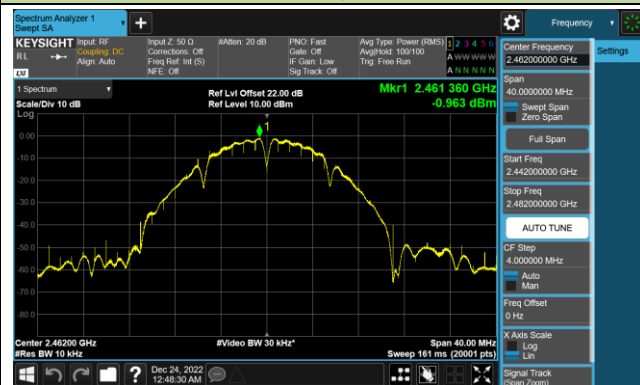 Spectrum Analyzer 1
Swept SA
Frequency
KEYSIGHT
RL
LXI
Input: RF
Coupling: DC
Align: Auto
Input Z: 50 Ω
Corrections: Off
Freq Ref: Int (S)
NFE: Off
#Atten: 20 dB
PNO: Fast
Gate: Off
IF Gain: Low
Sig Track: Off
Avg Type: Power (RMS)
Avg|Hold: 100/100
Trig: Free Run
1 2 3 4 5 6
A W W W W W
A N N N N N
1 Spectrum
Scale/Div 10 dB
Log
Ref Lvl Offset 22.00 dB
Ref Level 10.00 dBm
Mkr1 2.461 360 GHz
-0.963 dBm
1
0.00
-10.0
-20.0
-30.0
-40.0
-50.0
-60.0
-70.0
-80.0
Center 2.46200 GHz
#Res BW 10 kHz
#Video BW 30 kHz*
Span 40.00 MHz
Sweep 161 ms (20001 pts)
Dec 24, 2022
12:48:30 AM
Center Frequency
2.462000000 GHz
Settings
Span
40.0000000 MHz
Swept Span
Zero Span
Full Span
Start Freq
2.442000000 GHz
Stop Freq
2.482000000 GHz
AUTO TUNE
CF Step
4.000000 MHz
Auto
Man
Freq Offset
0 Hz
X Axis Scale
Log
Lin
Signal Track
(Span Zoom)